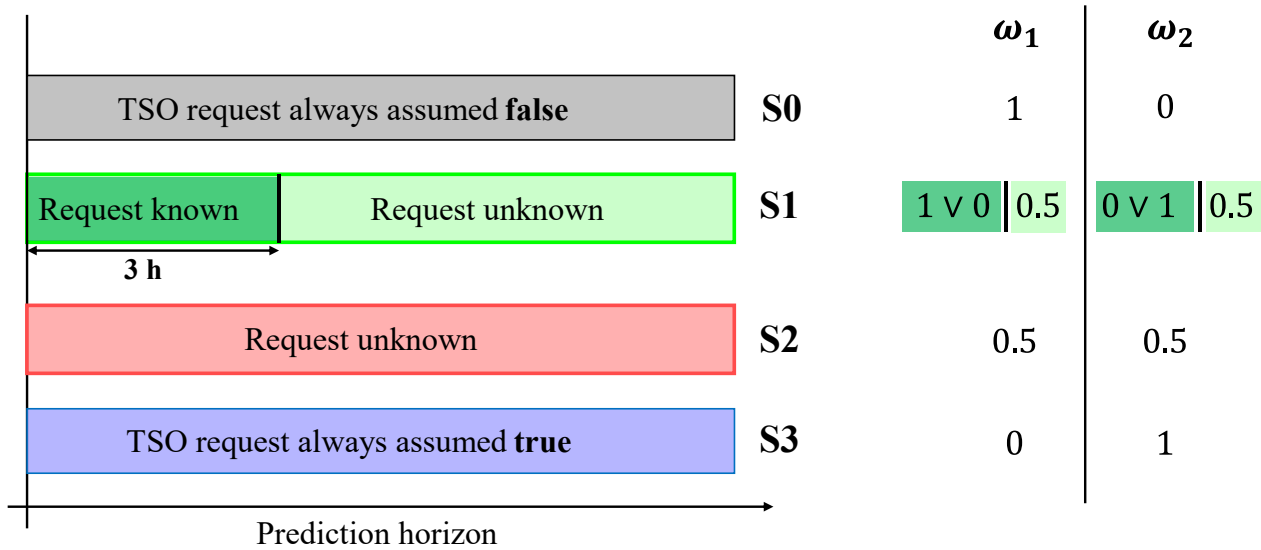 ω₁ ω₂
TSO request always assumed false S0 1 0
Request known Request unknown S1 1 ∨ 0 0.5 0 ∨ 1 0.5
3 h
Request unknown S2 0.5 0.5
TSO request always assumed true S3 0 1
Prediction horizon